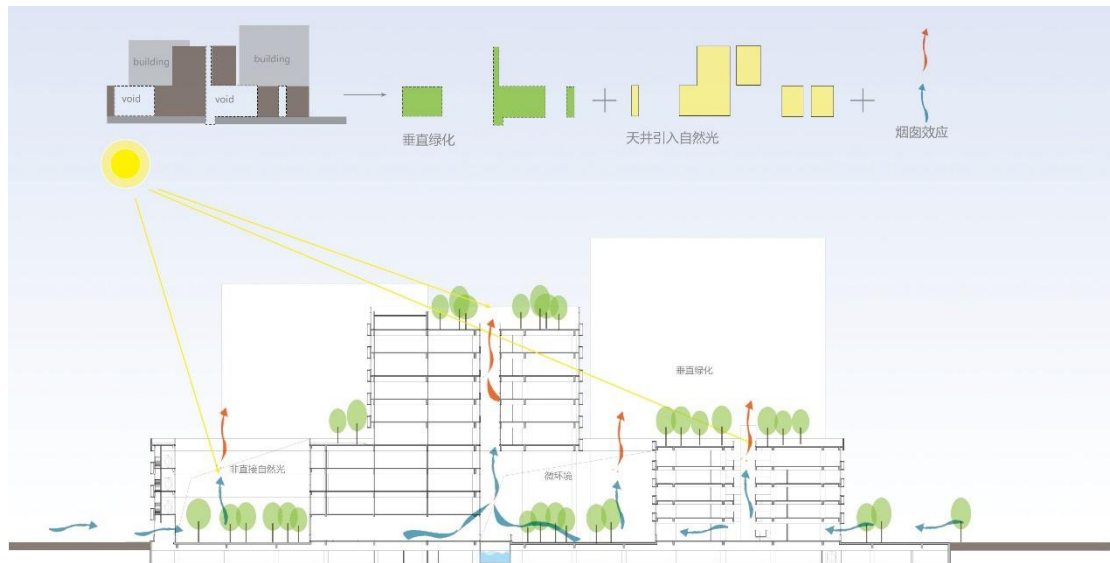 building
building
void
void
垂直绿化
天井引入自然光
烟囱效应
垂直绿化
非直接自然光
微环境